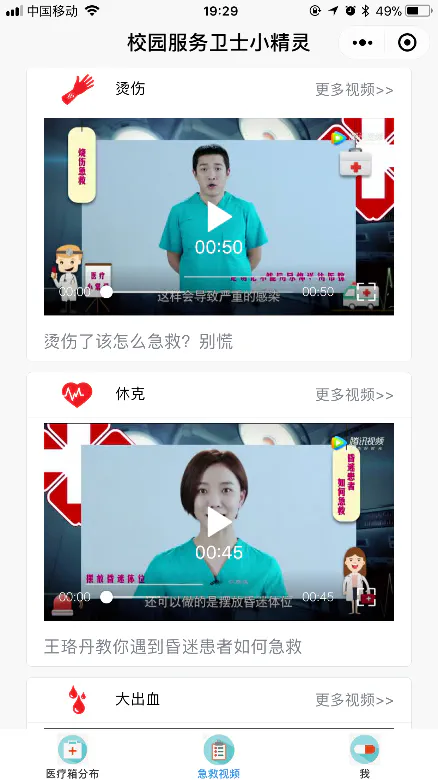 中国移动
19:29
49%
校园服务卫士小精灵
烫伤
更多视频>>
烧伤急救
医疗
00:50
00:00
这样会导致严重的感染
00:50
烫伤了该怎么急救？别慌
休克
更多视频>>
腾讯视频
昏迷患者
如何急救
00:45
摆放昏迷体位
00:00
还可以做的是摆放昏迷体位
00:45
王珞丹教你遇到昏迷患者如何急救
大出血
更多视频>>
医疗箱分布
急救视频
我